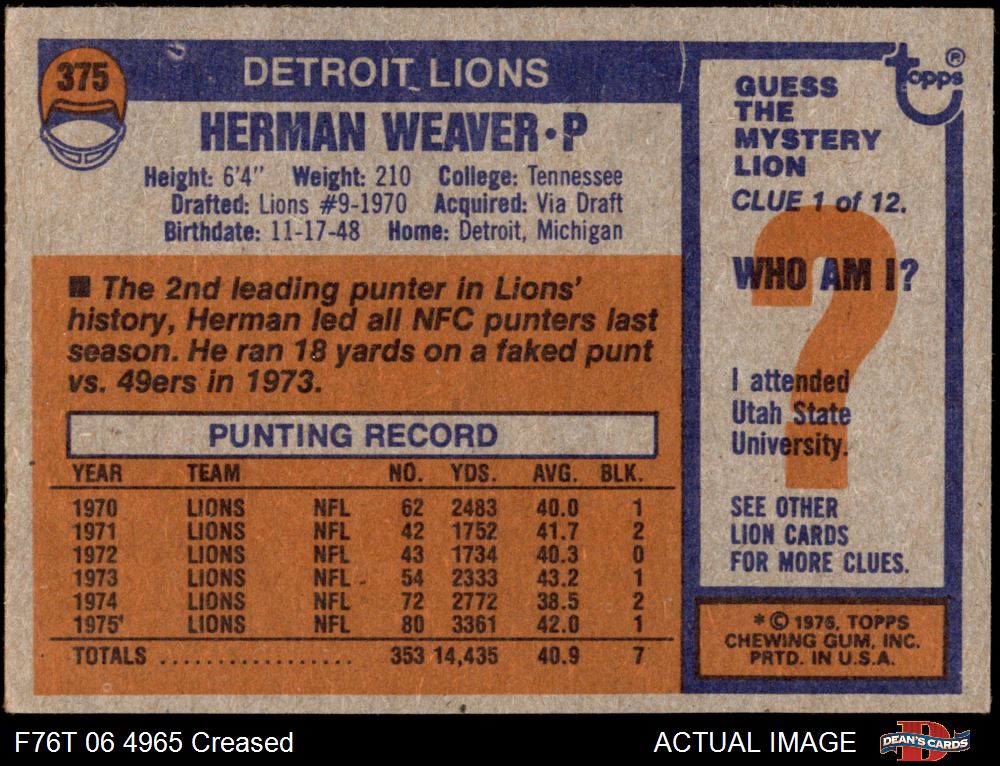 375
DETROIT LIONS
HERMAN WEAVER • P
Height: 6'4" Weight: 210 College: Tennessee
Drafted: Lions #9-1970 Acquired: Via Draft
Birthdate: 11-17-48 Home: Detroit, Michigan
■ The 2nd leading punter in Lions'
history, Herman led all NFC punters last
season. He ran 18 yards on a faked punt
vs. 49ers in 1973.
PUNTING RECORD
YEAR TEAM NO. YDS. AVG. BLK.
1970 LIONS NFL 62 2483 40.0 1
1971 LIONS NFL 42 1752 41.7 2
1972 LIONS NFL 43 1734 40.3 0
1973 LIONS NFL 54 2333 43.2 1
1974 LIONS NFL 72 2772 38.5 2
1975 LIONS NFL 80 3361 42.0 1
TOTALS .................. 353 14,435 40.9 7
topps ®
GUESS
THE
MYSTERY
LION
CLUE 1 of 12.
?
WHO AM I?
I attended
Utah State
University.
SEE OTHER
LION CARDS
FOR MORE CLUES.
* © 1976, TOPPS
CHEWING GUM, INC.
PRTD. IN U.S.A.
F76T 06 4965 Creased
ACTUAL IMAGE
D
DEAN'S CARDS